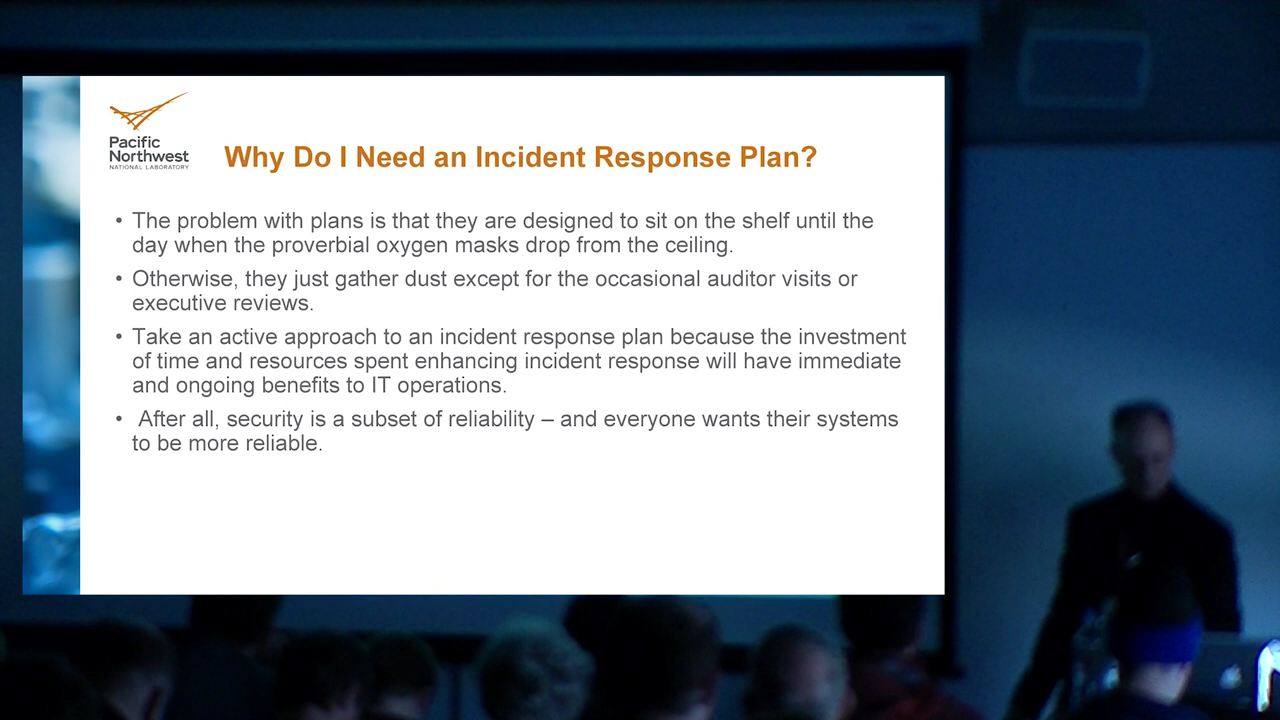 Pacific
Northwest
NATIONAL LABORATORY
Why Do I Need an Incident Response Plan?
• The problem with plans is that they are designed to sit on the shelf until the
day when the proverbial oxygen masks drop from the ceiling.
• Otherwise, they just gather dust except for the occasional auditor visits or
executive reviews.
• Take an active approach to an incident response plan because the investment
of time and resources spent enhancing incident response will have immediate
and ongoing benefits to IT operations.
• After all, security is a subset of reliability – and everyone wants their systems
to be more reliable.